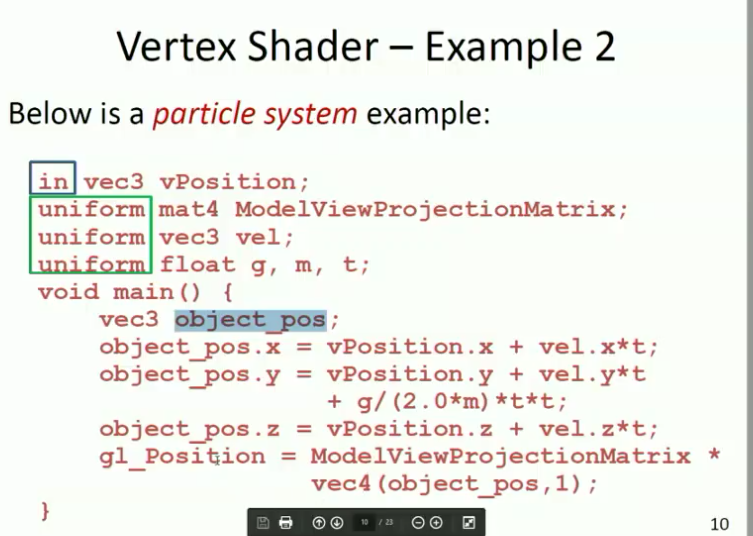 Vertex Shader – Example 2
Below is a particle system example:
in vec3 vPosition;
uniform mat4 ModelViewProjectionMatrix;
uniform vec3 vel;
uniform float g, m, t;
void main() {
vec3 object_pos;
object_pos.x = vPosition.x + vel.x*t;
object_pos.y = vPosition.y + vel.y*t
+ g/(2.0*m)*t*t;
object_pos.z = vPosition.z + vel.z*t;
gl_Position = ModelViewProjectionMatrix *
vec4(object_pos,1);
}
10 / 23
10